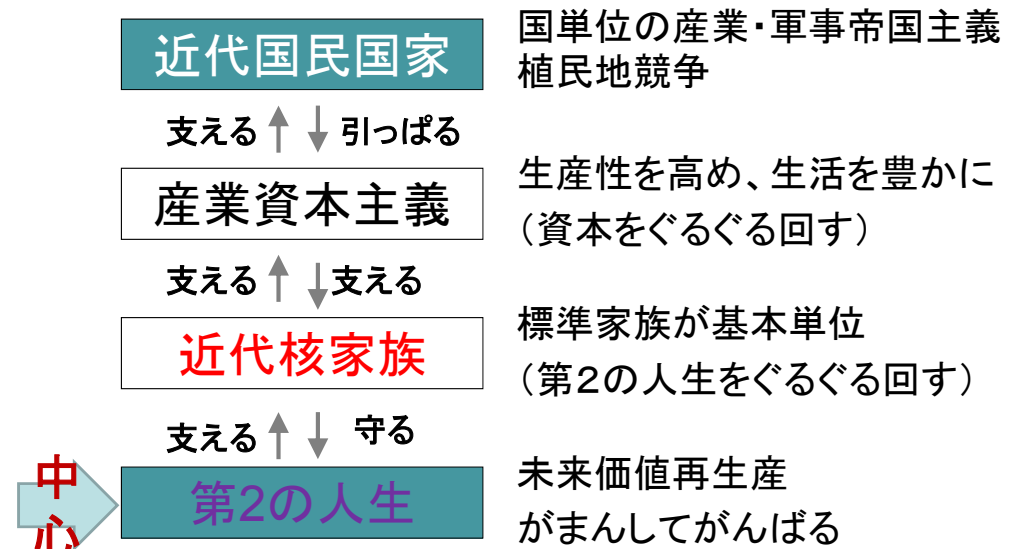 近代国民国家
国単位の産業・軍事帝国主義
植民地競争
支える
引っぱる
産業資本主義
生産性を高め、生活を豊かに
（資本をぐるぐる回す）
支える
支える
近代核家族
標準家族が基本単位
（第２の人生をぐるぐる回す）
支える
守る
中
心
第2の人生
未来価値再生産
がまんしてがんばる